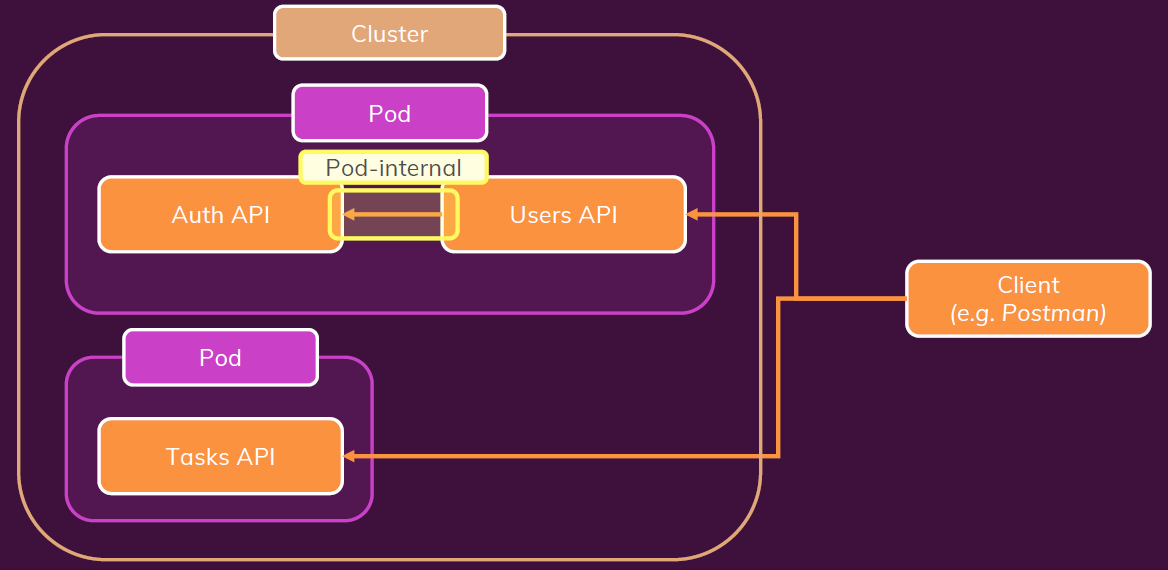 Cluster
Pod
Pod-internal
Auth API
Users API
Client
(e.g. Postman)
Pod
Tasks API